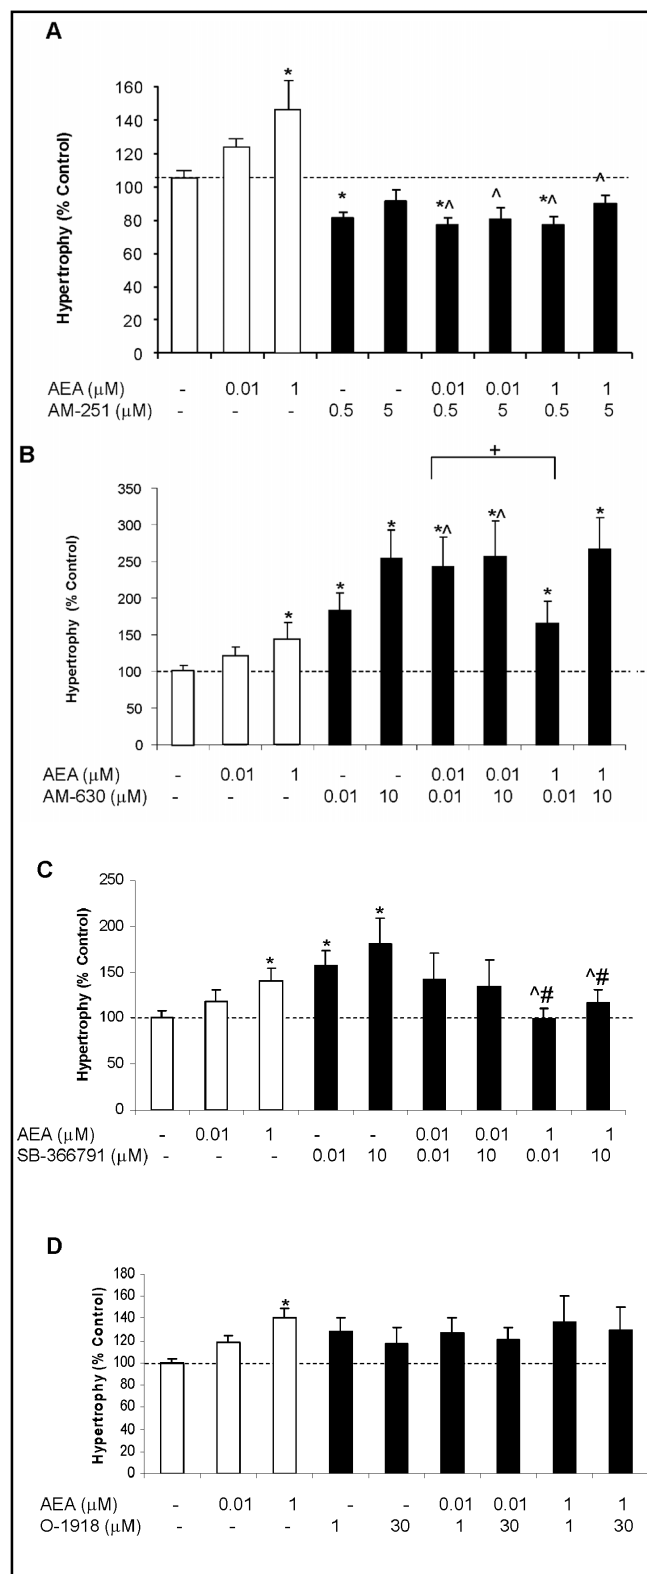 A
*
160
140
120
100
80
60
40
20
0
Hypertrophy (% Control)
* *^ ^ *^ ^
AEA (μM) - 0.01 1 - - 0.01 0.01 1 1
AM-251 (μM) - - - 0.5 5 0.5 5 0.5 5
B
+
350
300
250
200
150
100
50
0
Hypertrophy (% Control)
* * * *^ *^ * *
AEA (μM) - 0.01 1 - - 0.01 0.01 1 1
AM-630 (μM) - - - 0.01 10 0.01 10 0.01 10
C
250
200
150
100
50
0
Hypertrophy (% Control)
* * * ^# ^#
AEA (μM) - 0.01 1 - - 0.01 0.01 1 1
SB-366791 (μM) - - - 0.01 10 0.01 10 0.01 10
D
180
160
140
120
100
80
60
40
20
0
Hypertrophy (% Control)
*
AEA (μM) - 0.01 1 - - 0.01 0.01 1 1
O-1918 (μM) - - - 1 30 1 30 1 30